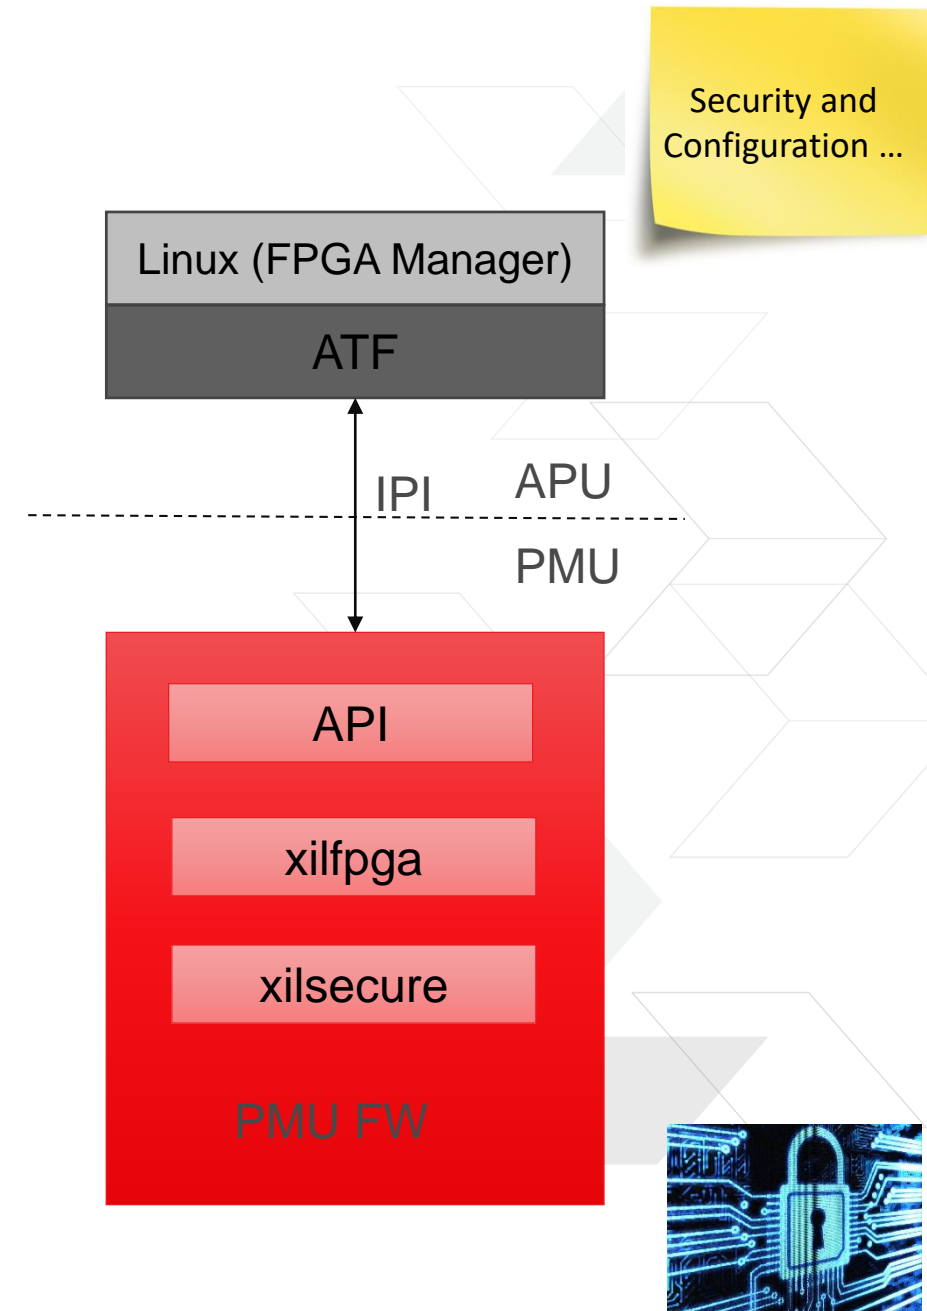 Security and
Configuration …
Linux (FPGA Manager)
ATF
IPI
APU
PMU
API
xilfpga
xilsecure
PMU FW